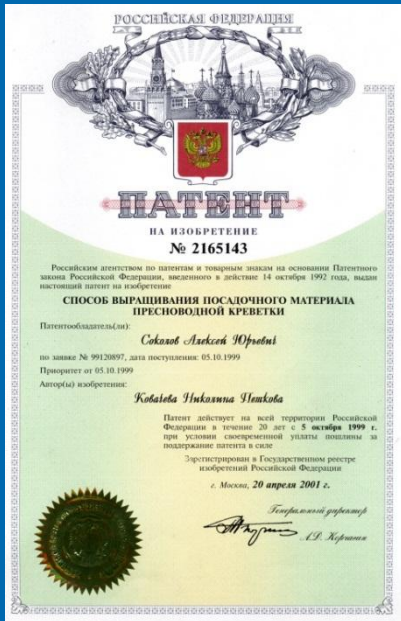 РОССИЙСКАЯ ФЕДЕРАЦИЯ
ПАТЕНТ
НА ИЗОБРЕТЕНИЕ
№ 2165143
Российским агентством по патентам и товарным знакам на основании Патентного
закона Российской Федерации, введенного в действие 14 октября 1992 года, выдан
настоящий патент на изобретение
СПОСОБ ВЫРАЩИВАНИЯ ПОСАДОЧНОГО МАТЕРИАЛА
ПРЕСНОВОДНОЙ КРЕВЕТКИ
Патентообладатель(ли):
Соколов Алексей Юрьевич
по заявке № 99120897, дата поступления: 05.10.1999
Приоритет от 05.10.1999
Автор(ы) изобретения:
Ковачева Николина Пешкова
Патент действует на всей территории Российской
Федерации в течение 20 лет с 5 октября 1999 г.
при условии своевременной уплаты пошлины за
поддержание патента в силе
Зарегистрирован в Государственном реестре
изобретений Российской Федерации
г. Москва, 20 апреля 2001 г.
Генеральный директор
А.Д. Корчагин